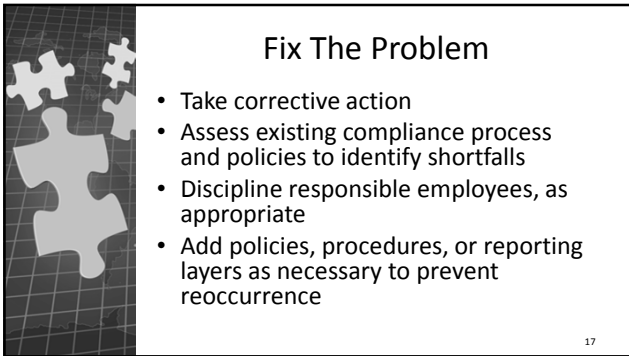 Fix The Problem
• Take corrective action
• Assess existing compliance process
and policies to identify shortfalls
• Discipline responsible employees, as
appropriate
• Add policies, procedures, or reporting
layers as necessary to prevent
reoccurrence
17